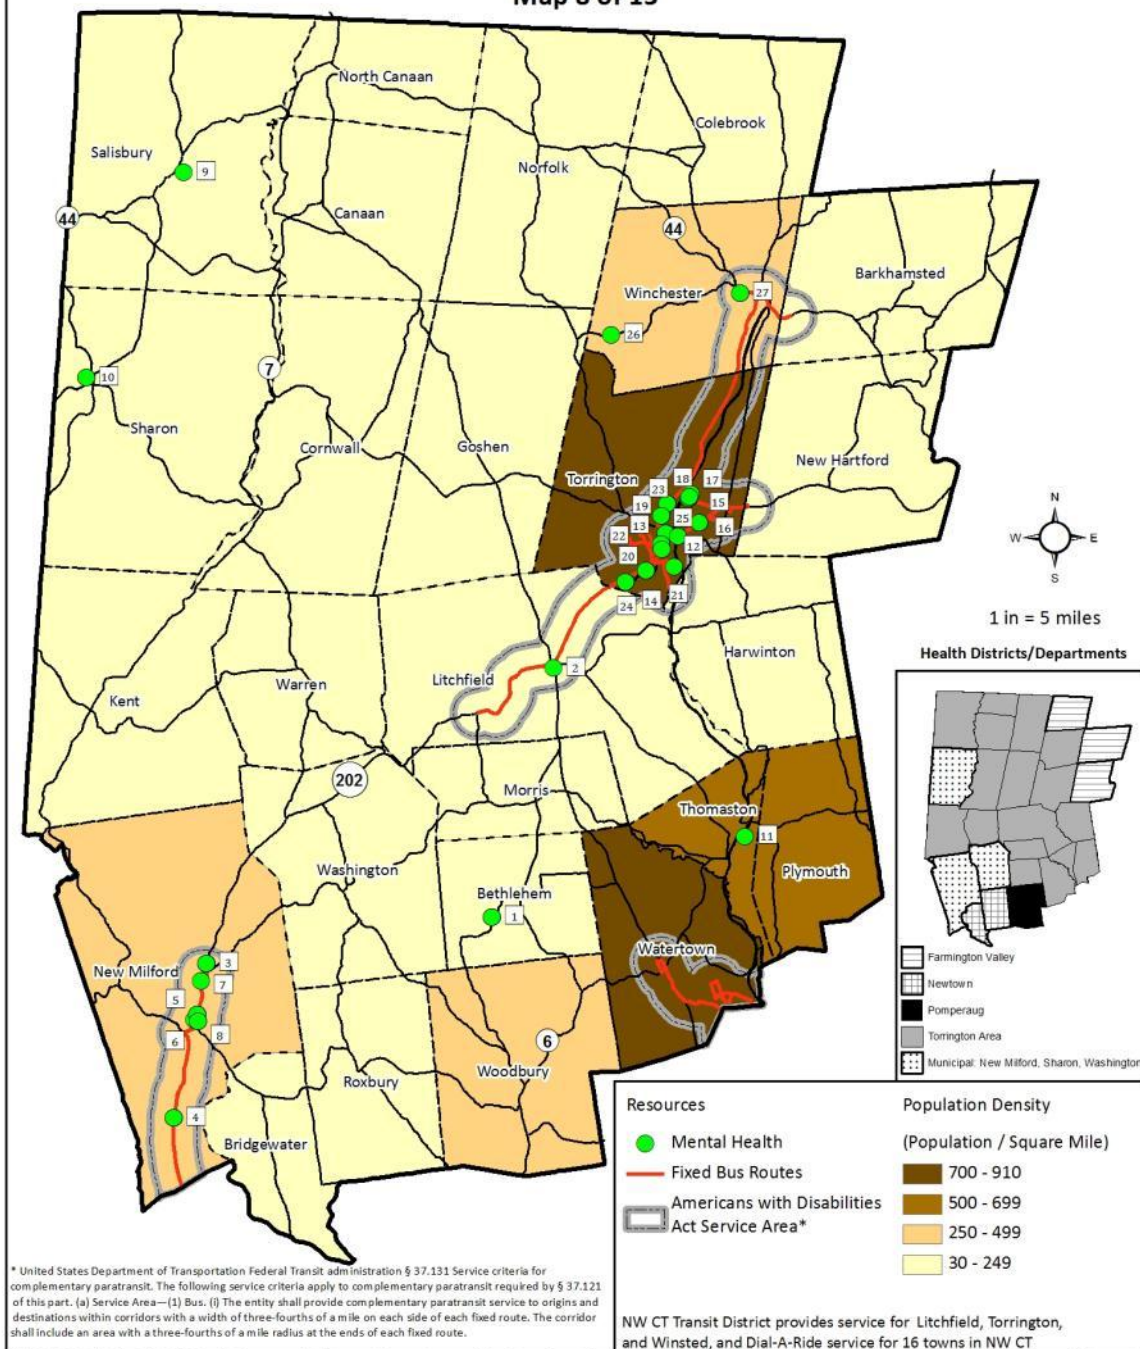 Map 8 of 15
North Canaan
Colebrook
Salisbury
Norfolk
9
Canaan
44
44
Barkhamsted
Winchester
27
26
7
10
Sharon
Cornwall
Goshen
New Hartford
Torrington
18
17
23
15
19
25
13
16
22
12
20
24
14
21
N
W
E
S
1 in = 5 miles
Harwinton
2
Litchfield
Warren
Kent
202
Morris
Thomaston
11
Washington
Plymouth
Bethlehem
1
Watertown
New Milford
3
7
5
6
8
6
Woodbury
Roxbury
4
Bridgewater
Health Districts/Departments
Farmington Valley
Newtown
Pomperaug
Torrington Area
Municipal: New Milford, Sharon, Washington
Resources
Mental Health
Fixed Bus Routes
Americans with Disabilities
Act Service Area*
Population Density
(Population / Square Mile)
700 - 910
500 - 699
250 - 499
30 - 249
* United States Department of Transportation Federal Transit administration § 37.131 Service criteria for
complementary paratransit. The following service criteria apply to complementary paratransit required by § 37.121
of this part. (a) Service Area—(1) Bus. (i) The entity shall provide complementary paratransit service to origins and
destinations within corridors with a width of three-fourths of a mile on each side of each fixed route. The corridor
shall include an area with a three-fourths of a mile radius at the ends of each fixed route.
NW CT Transit District provides service for Litchfield, Torrington,
and Winsted, and Dial-A-Ride service for 16 towns in NW CT